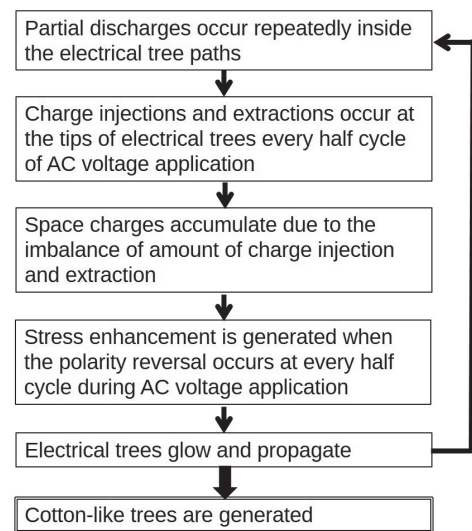 Partial discharges occur repeatedly inside
the electrical tree paths
Charge injections and extractions occur at
the tips of electrical trees every half cycle
of AC voltage application
Space charges accumulate due to the
imbalance of amount of charge injection
and extraction
Stress enhancement is generated when
the polarity reversal occurs at every half
cycle during AC voltage application
Electrical trees glow and propagate
Cotton-like trees are generated